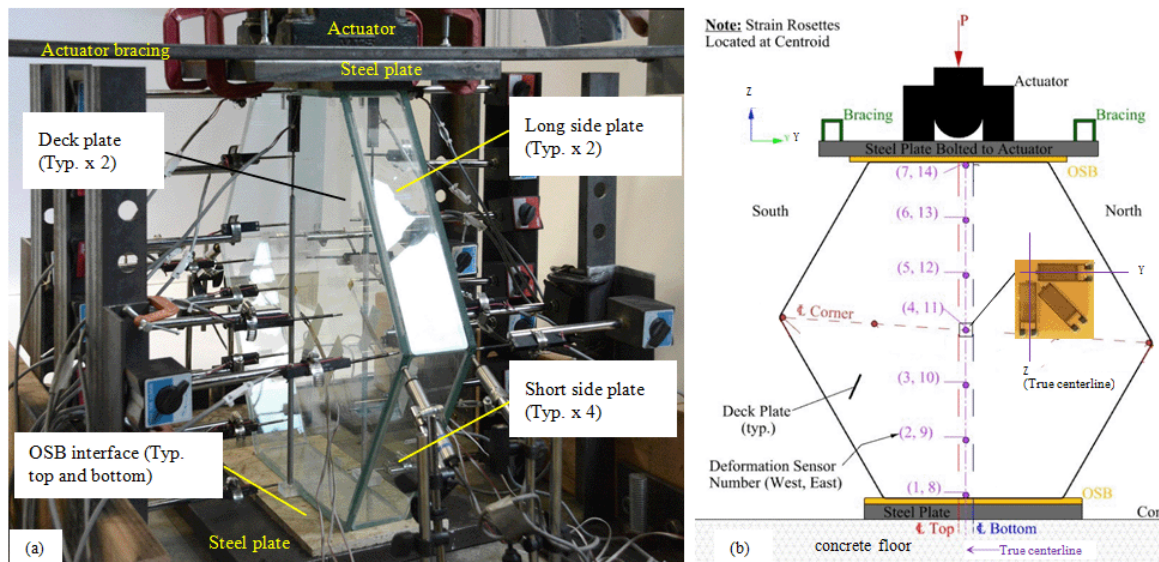 Actuator
Actuator bracing
Steel plate
Deck plate
(Typ. x 2)
Long side plate
(Typ. x 2)
Short side plate
(Typ. x 4)
OSB interface (Typ.
top and bottom)
Steel plate
(a)
Note: Strain Rosettes
Located at Centroid
P
Actuator
Z
Y
Bracing
Bracing
Steel Plate Bolted to Actuator
OSB
(7, 14)
South
(6, 13)
North
(5, 12)
Y
(4, 11)
℄ Corner
Z
(True centerline)
(3, 10)
Deck Plate
(typ.)
(2, 9)
Deformation Sensor
Number (West, East)
(1, 8)
OSB
Steel Plate
Con
℄ Top
℄ Bottom
(b)
concrete floor
True centerline